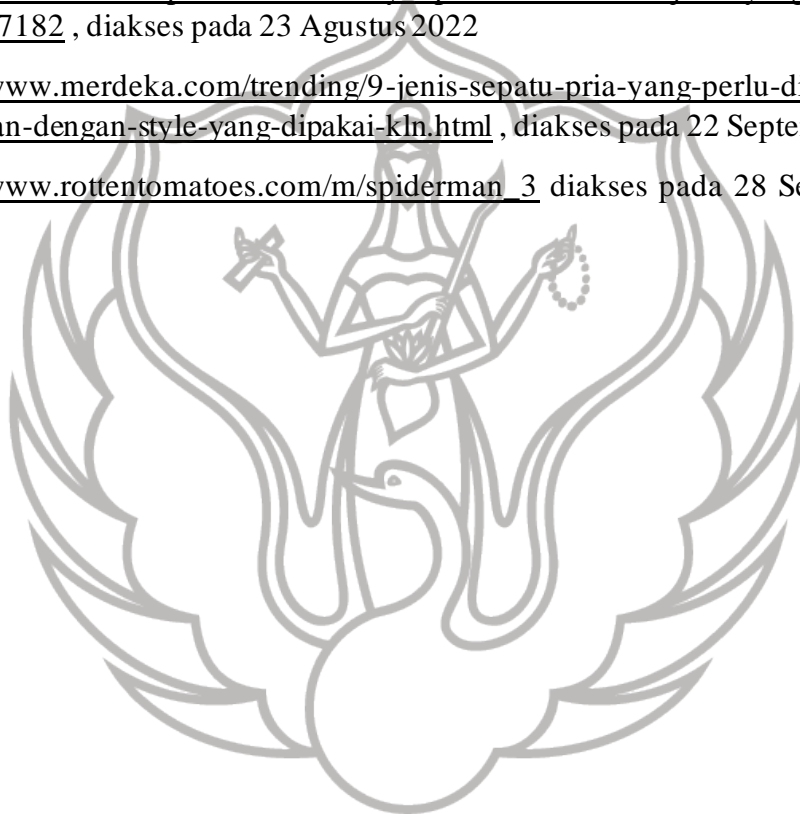 7182 , diakses pada 23 Agustus 2022
www.merdeka.com/trending/9-jenis-sepatu-pria-yang-perlu-di
an-dengan-style-yang-dipakai-kln.html , diakses pada 22 Septe
www.rottentomatoes.com/m/spiderman_3 diakses pada 28 Se